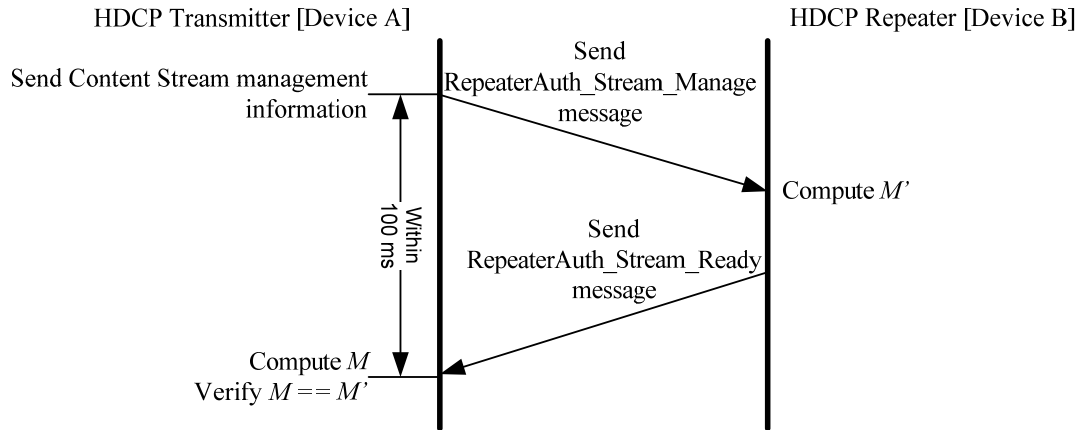 HDCP Transmitter [Device A]
HDCP Repeater [Device B]
Send Content Stream management
information
Send
RepeaterAuth_Stream_Manage
message
Compute M’
Within
100 ms
Send
RepeaterAuth_Stream_Ready
message
Compute M
Verify M == M’